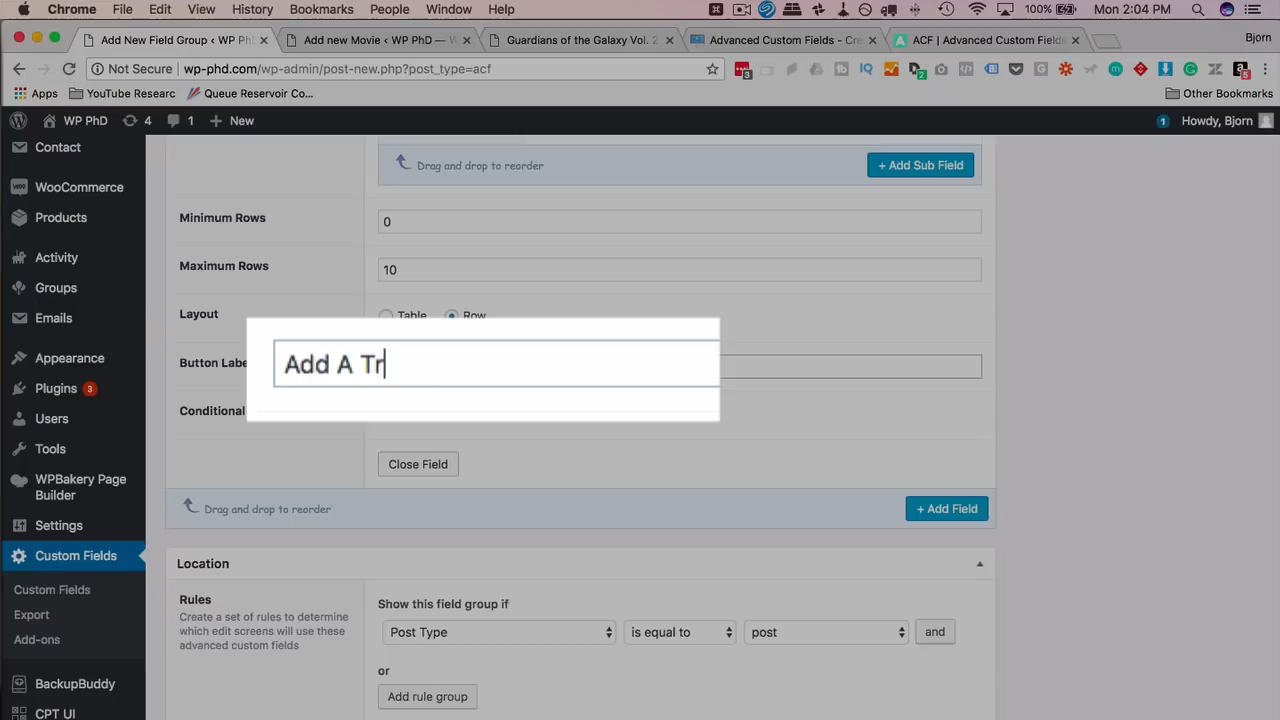 Chrome File Edit View History Bookmarks People Window Help 100% Mon 2:04 PM
Add New Field Group < WP PhD Add new Movie < WP PhD — W Guardians of the Galaxy Vol. 2 Advanced Custom Fields - Cre ACF | Advanced Custom Field Bjorn
Not Secure wp-phd.com/wp-admin/post-new.php?post_type=acf
Apps YouTube Researc Queue Reservoir Co... Other Bookmarks
WP PhD 4 1 + New 1 Howdy, Bjorn
Contact
WooCommerce
Products
Activity
Groups
Emails
Appearance
Plugins 3
Users
Tools
WPBakery Page
Builder
Settings
Custom Fields
Custom Fields
Export
Add-ons
BackupBuddy
CPT UI
Drag and drop to reorder + Add Sub Field
Minimum Rows 0
Maximum Rows 10
Layout Table Row
Button Labe Add A Tr
Conditional
Close Field
Drag and drop to reorder + Add Field
Location
Rules
Create a set of rules to determine
which edit screens will use these
advanced custom fields
Show this field group if
Post Type is equal to post and
or
Add rule group